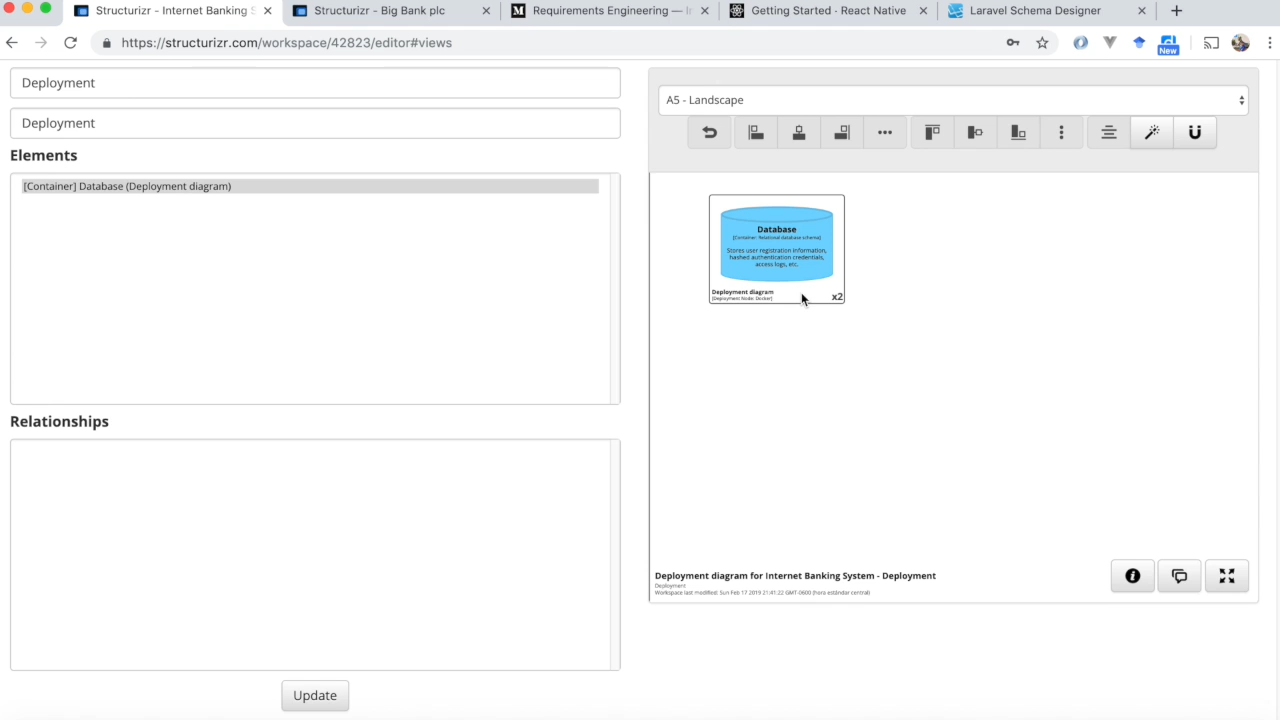 Structurizr - Internet Banking S
Structurizr - Big Bank plc
Requirements Engineering — Ir
Getting Started - React Native
Laravel Schema Designer
https://structurizr.com/workspace/42823/editor#views
New
Deployment
Deployment
Elements
[Container] Database (Deployment diagram)
Relationships
Update
A5 - Landscape
Database
[Container: Relational database schema]
Stores user registration information,
hashed authentication credentials,
access logs, etc.
Deployment diagram
[Deployment Node: Docker]
x2
Deployment diagram for Internet Banking System - Deployment
Deployment
Workspace last modified: Sun Feb 17 2019 21:41:22 GMT-0600 (hora estándar central)